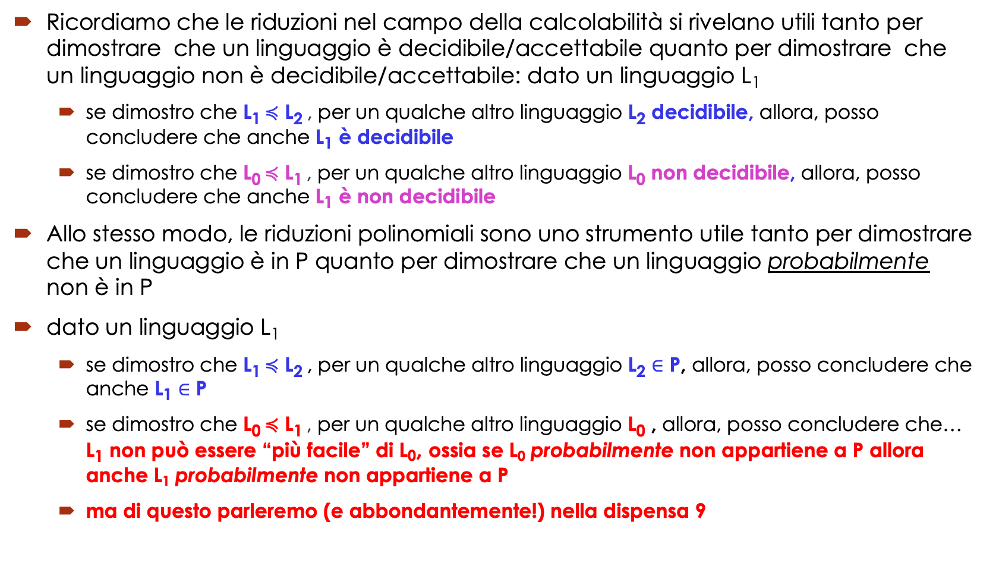 Ricordiamo che le riduzioni nel campo della calcolabilità si rivelano utili tanto per
dimostrare che un linguaggio è decidibile/accettabile quanto per dimostrare che
un linguaggio non è decidibile/accettabile: dato un linguaggio L₁
se dimostro che L₁ ≼ L₂ , per un qualche altro linguaggio L₂ decidibile, allora, posso
concludere che anche L₁ è decidibile
se dimostro che L₀ ≼ L₁ , per un qualche altro linguaggio L₀ non decidibile, allora, posso
concludere che anche L₁ è non decidibile
Allo stesso modo, le riduzioni polinomiali sono uno strumento utile tanto per dimostrare
che un linguaggio è in P quanto per dimostrare che un linguaggio probabilmente
non è in P
dato un linguaggio L₁
se dimostro che L₁ ≼ L₂ , per un qualche altro linguaggio L₂ ∈ P, allora, posso concludere che
anche L₁ ∈ P
se dimostro che L₀ ≼ L₁ , per un qualche altro linguaggio L₀ , allora, posso concludere che…
L₁ non può essere “più facile” di L₀, ossia se L₀ probabilmente non appartiene a P allora
anche L₁ probabilmente non appartiene a P
ma di questo parleremo (e abbondantemente!) nella dispensa 9